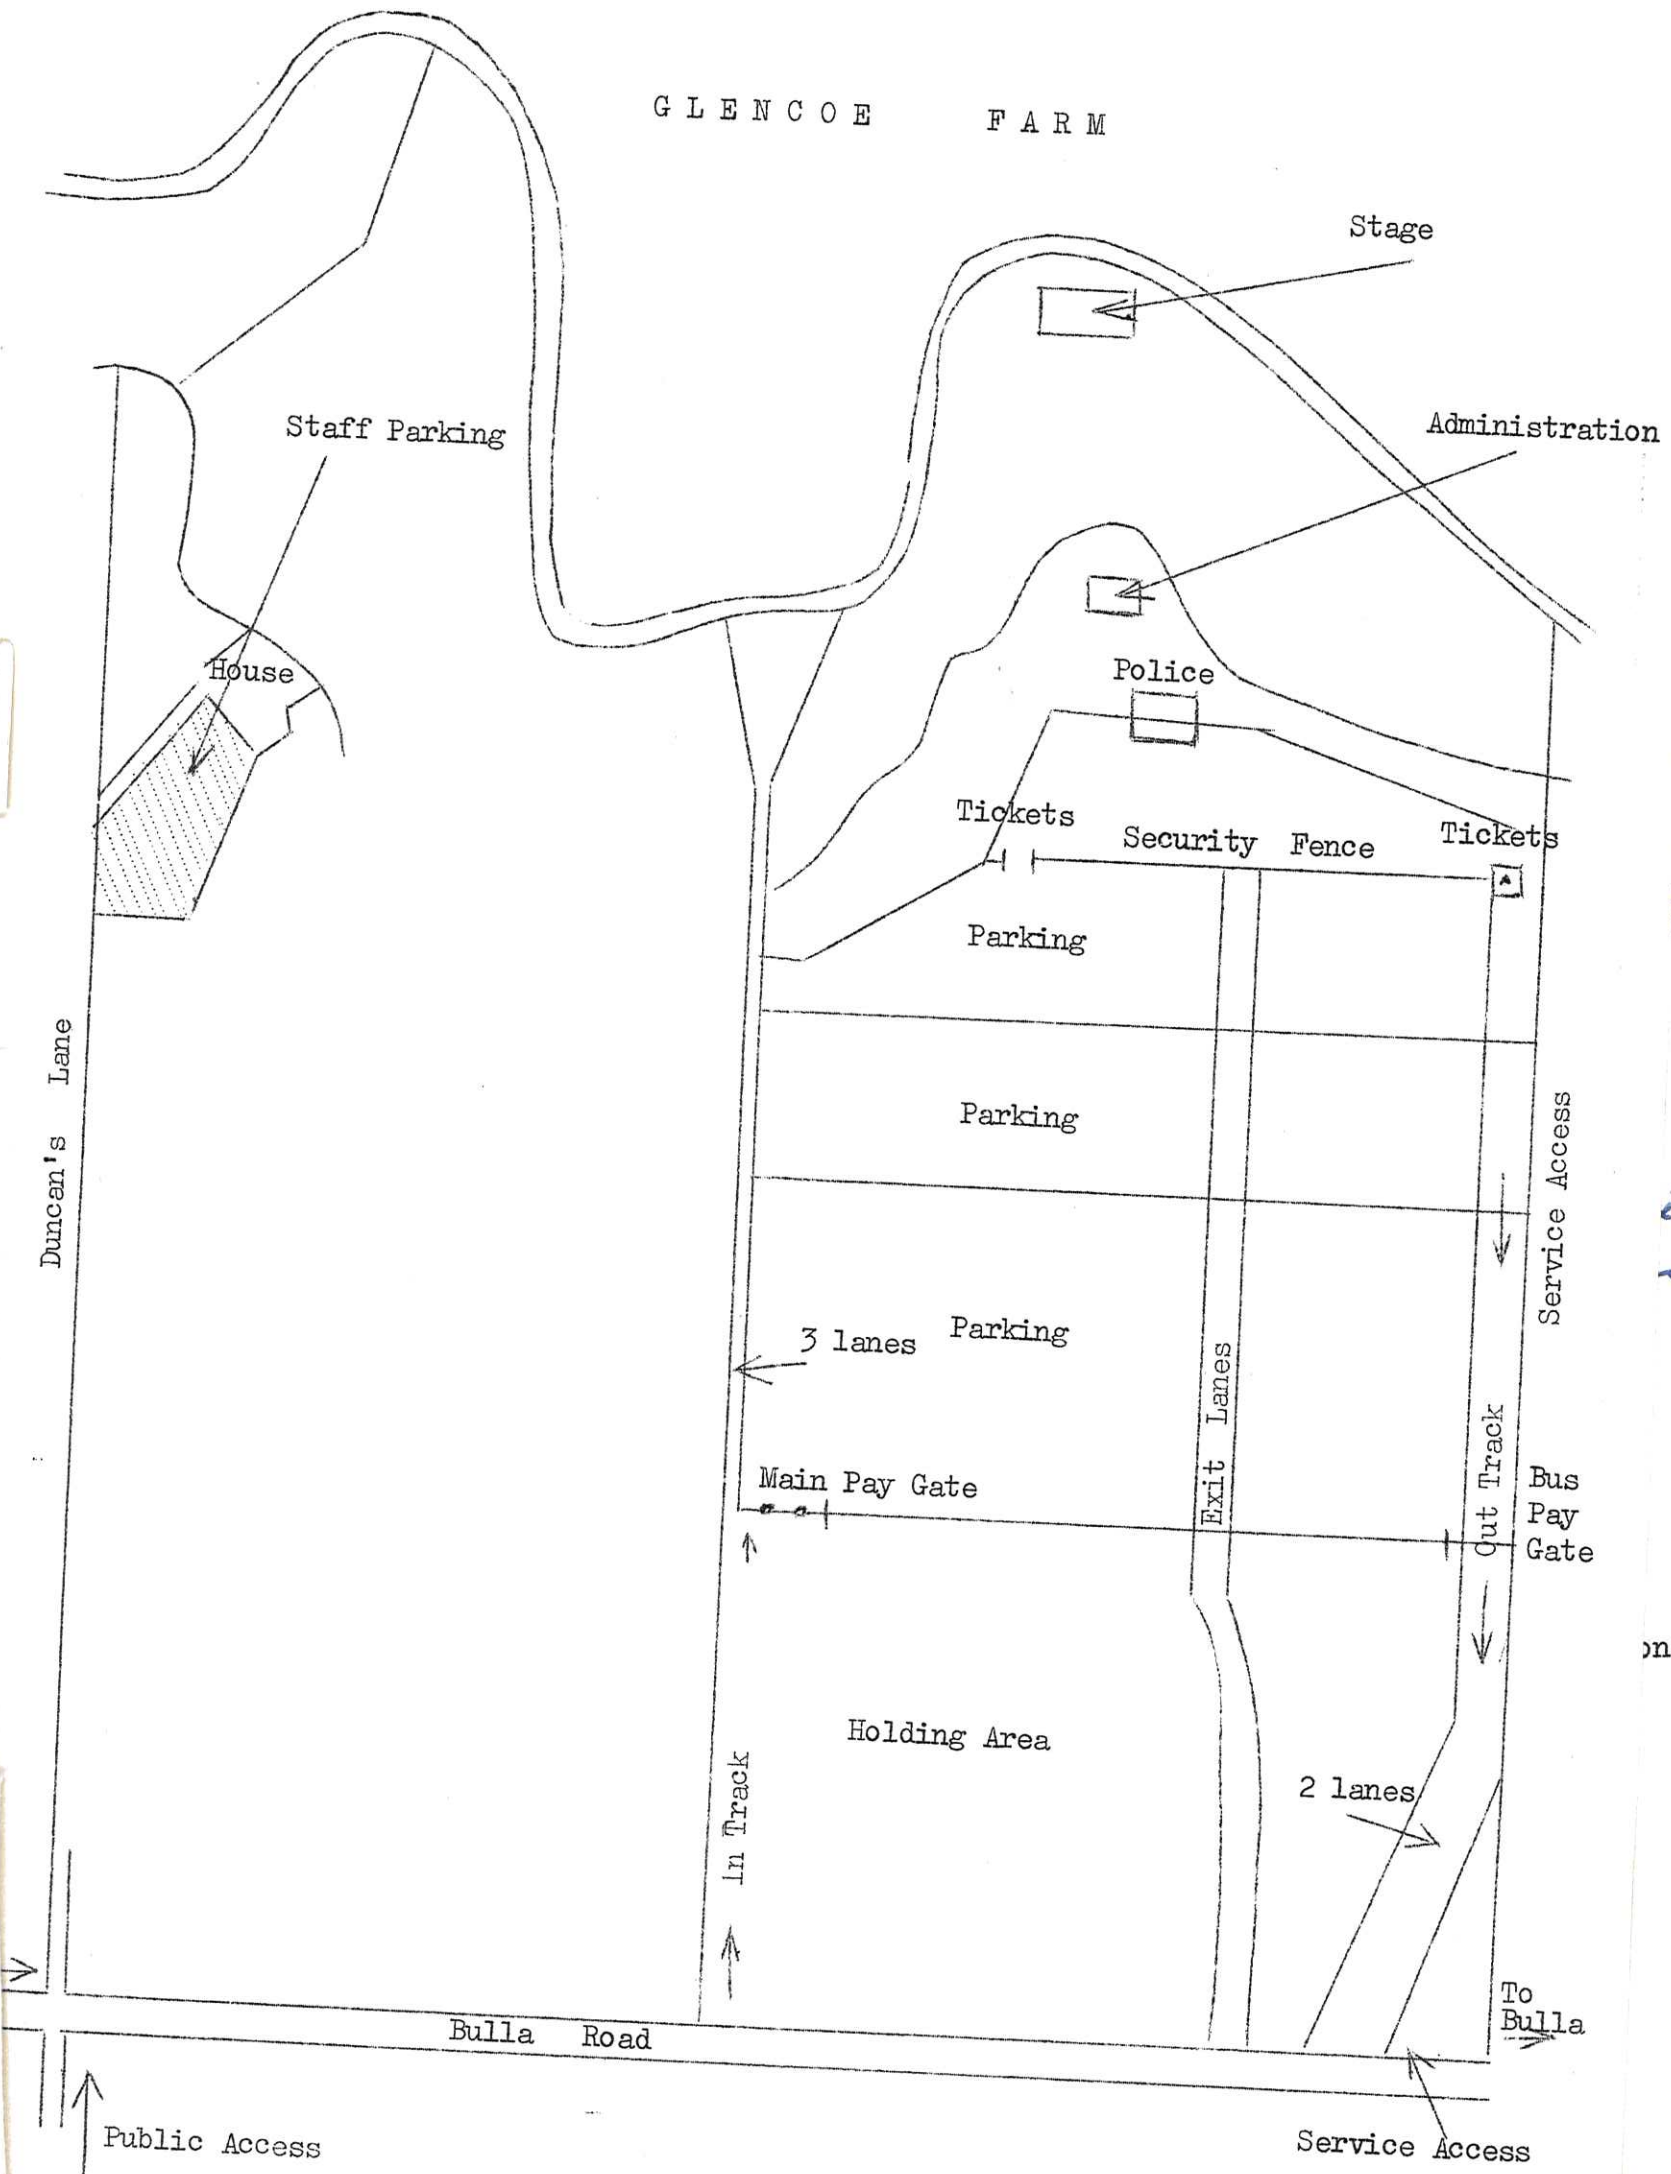 GLENCOE FARM
Stage
Administration
Staff Parking
House
Police
Tickets
Security Fence
Tickets
Parking
Parking
Duncan's Lane
Service Access
3 lanes
Parking
Exit Lanes
Out Track
Main Pay Gate
Bus
Pay
Gate
Holding Area
In Track
2 lanes
To
Bulla
Bulla Road
Public Access
Service Access